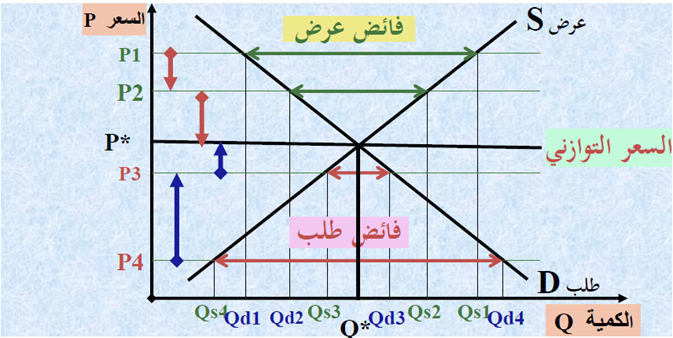 السعر P
فائض عرض
S عرض
P1
P2
P*
السعر التوازني
P3
فائض طلب
P4
D طلب
Qs4 Qd1 Qd2 Qs3 Q* Qd3 Qs2 Qs1 Qd4
الكمية Q